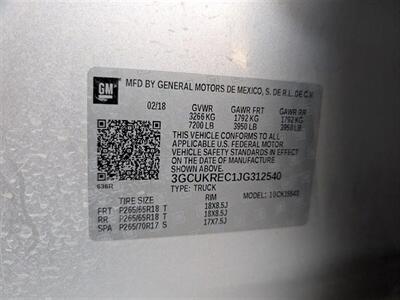 GM
MFD BY GENERAL MOTORS DE MEXICO, S. DE R.L. DE C.V.
02/18 GVWR GAWR FRT GAWR RR
3266 KG 1792 KG 1792 KG
7200 LB 3950 LB 3950 LB
THIS VEHICLE CONFORMS TO ALL
APPLICABLE U.S. FEDERAL MOTOR
VEHICLE SAFETY STANDARDS IN EFFECT
ON THE DATE OF MANUFACTURE SHOWN ABOVE.
3GCUKREC1JG312540
TYPE: TRUCK MODEL: 10CK15543
TIRE SIZE RIM
FRT P265/65R18 T 18X8.5J
RR P265/65R18 T 18X8.5J
SPA P265/70R17 S 17X7.5J